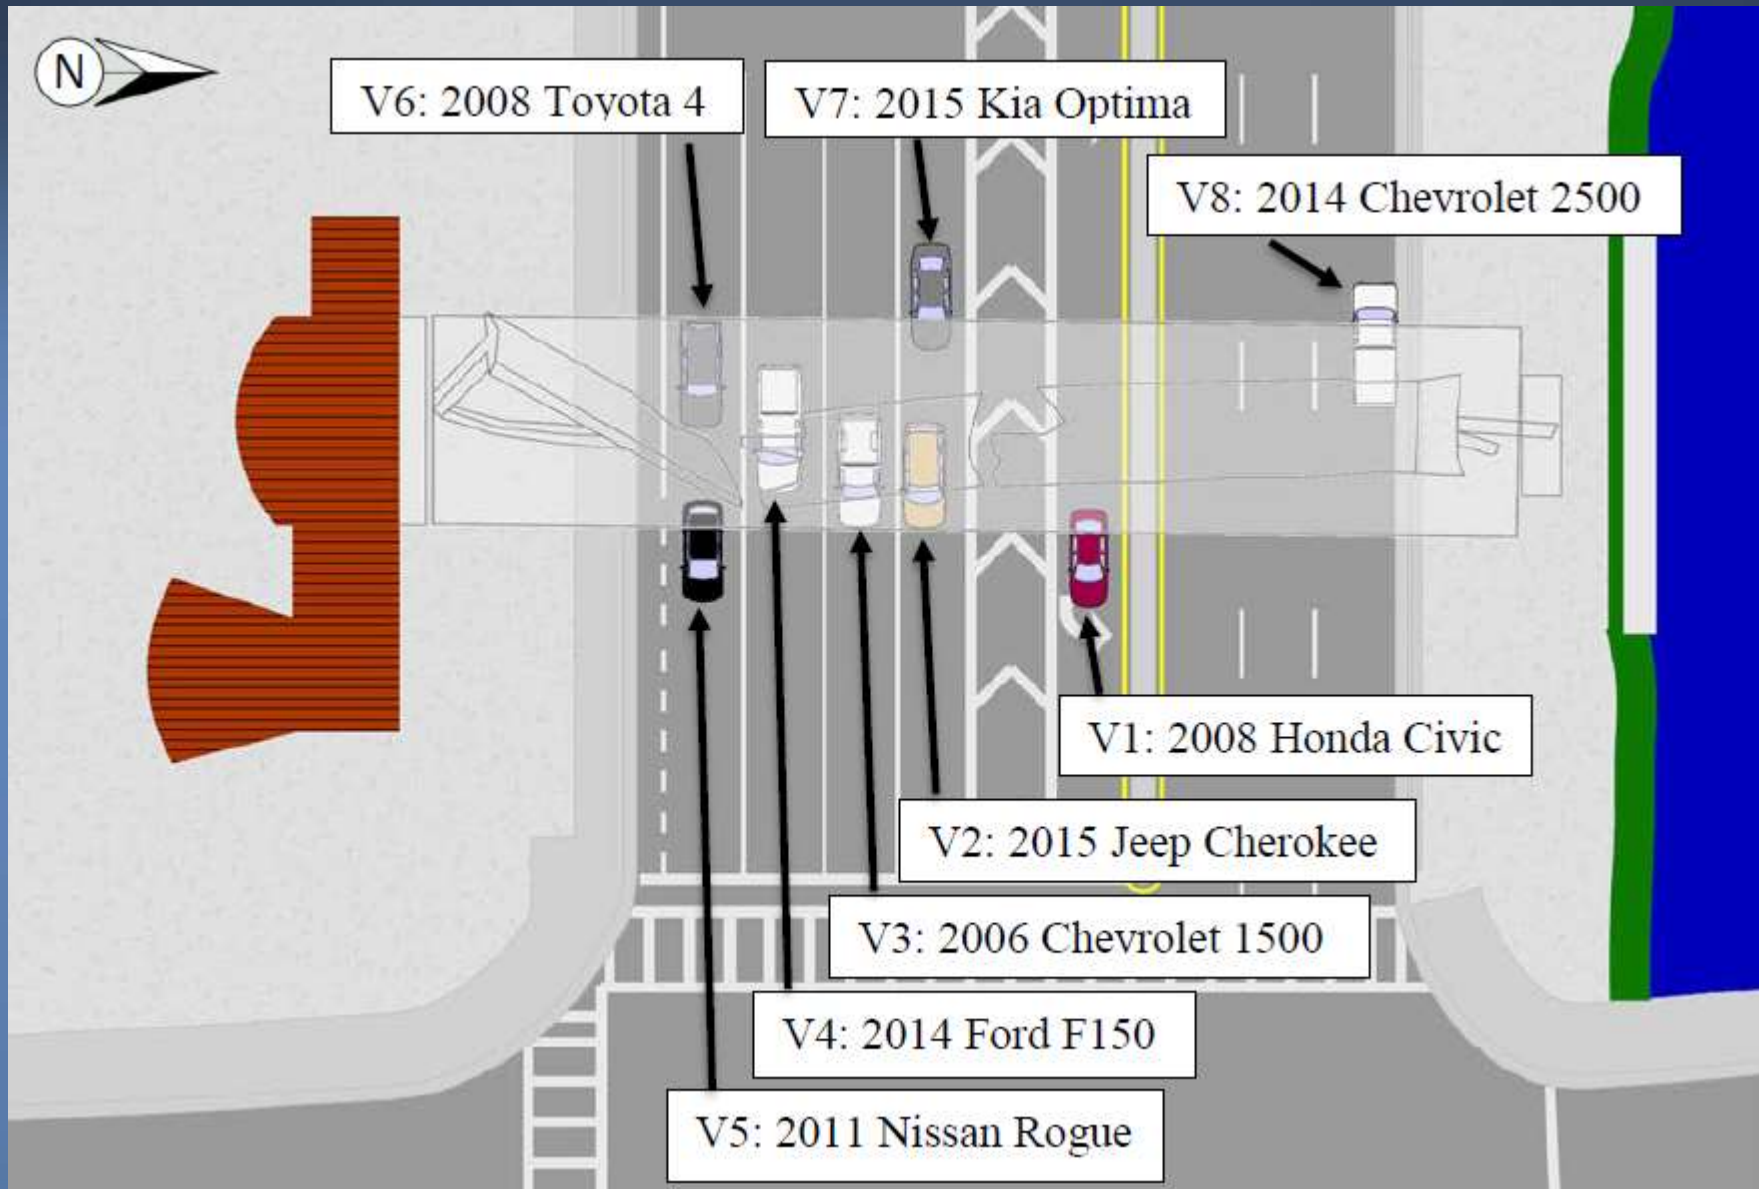 N
V6: 2008 Toyota 4
V7: 2015 Kia Optima
V8: 2014 Chevrolet 2500
V1: 2008 Honda Civic
V2: 2015 Jeep Cherokee
V3: 2006 Chevrolet 1500
V4: 2014 Ford F150
V5: 2011 Nissan Rogue